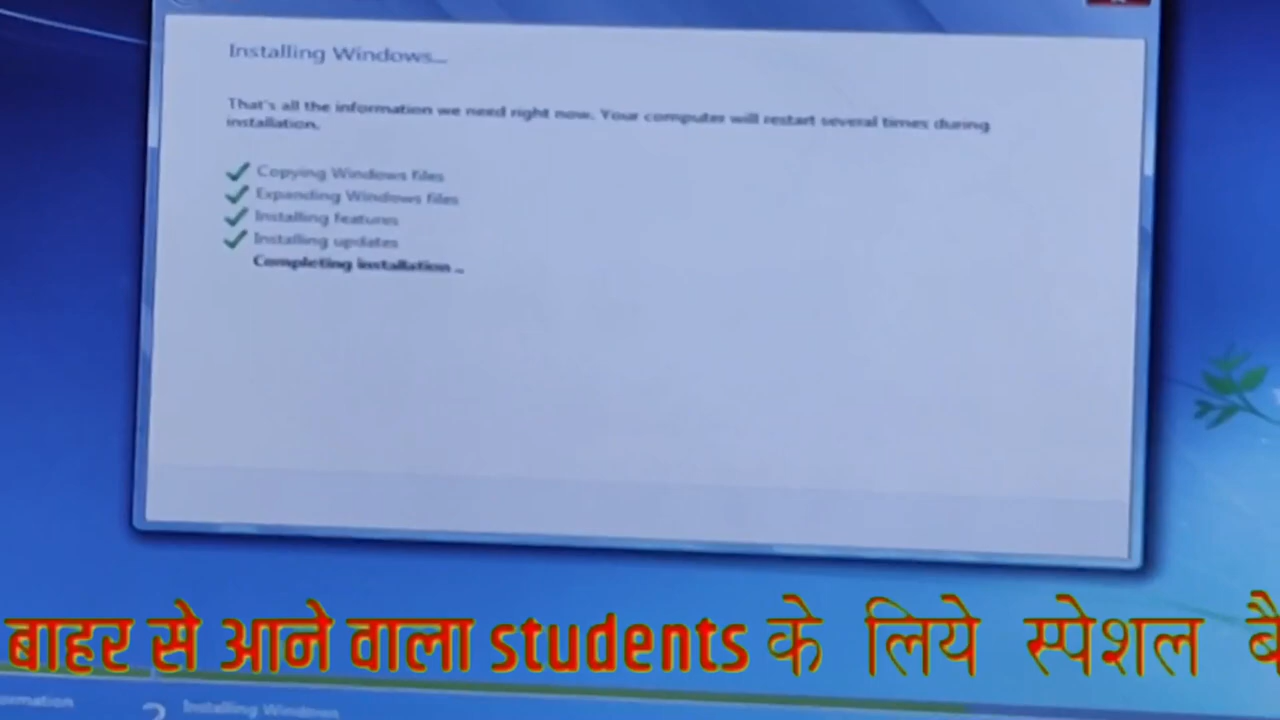 Installing Windows...
That's all the information we need right now. Your computer will restart several times during
installation.
Copying Windows files
Expanding Windows files
Installing features
Installing updates
Completing installation ...
बाहर से आने वाला students के लिये स्पेशल
2 Installing Windows